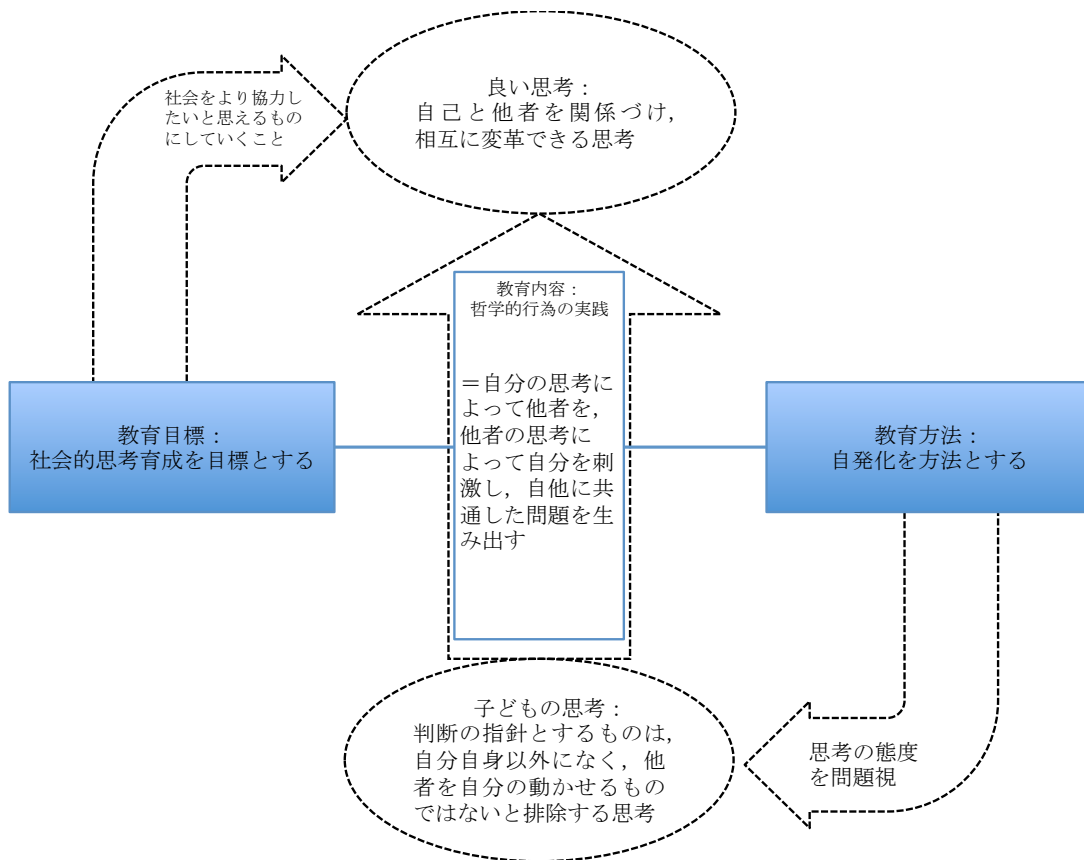 良い思考：
自己と他者を関係づけ，
相互に変革できる思考
社会をより協力し
たいと思えるもの
にしていくこと
教育内容：
哲学的行為の実践
＝自分の思考に
よって他者を，
他者の思考に
よって自分を刺
激し，自他に共
通した問題を生
み出す
教育目標：
社会的思考育成を目標とする
教育方法：
自発化を方法とする
子どもの思考：
判断の指針とするものは，
自分自身以外になく，他
者を自分の動かせるもの
ではないと排除する思考
思考の態度
を問題視